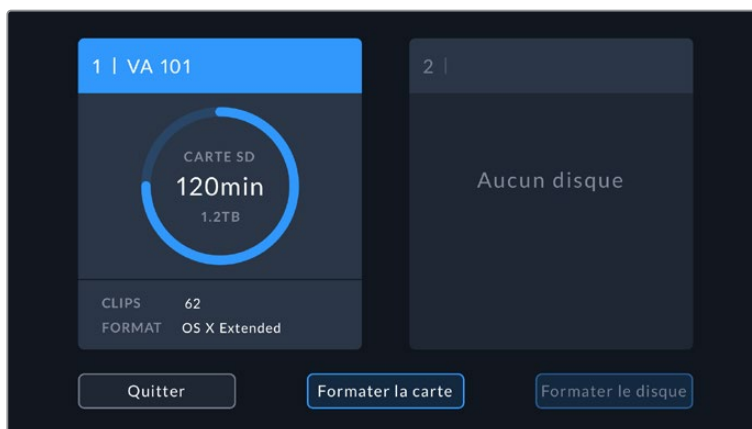 1 | VA 101
CARTE SD
120min
1.2TB
CLIPS 62
FORMAT OS X Extended
2 |
Aucun disque
Quitter
Formater la carte
Formater le disque